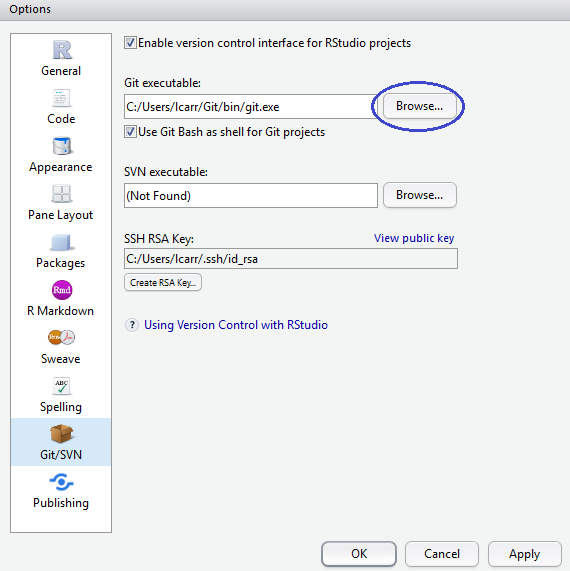 Options
General
Code
Appearance
Pane Layout
Packages
Rmd
R Markdown
Sweave
ABC
Spelling
Git/SVN
Publishing
Enable version control interface for RStudio projects
Git executable:
C:/Users/lcarr/Git/bin/git.exe
Browse...
Use Git Bash as shell for Git projects
SVN executable:
(Not Found)
Browse...
SSH RSA Key:
View public key
C:/Users/lcarr/.ssh/id_rsa
Create RSA Key...
? Using Version Control with RStudio
OK
Cancel
Apply